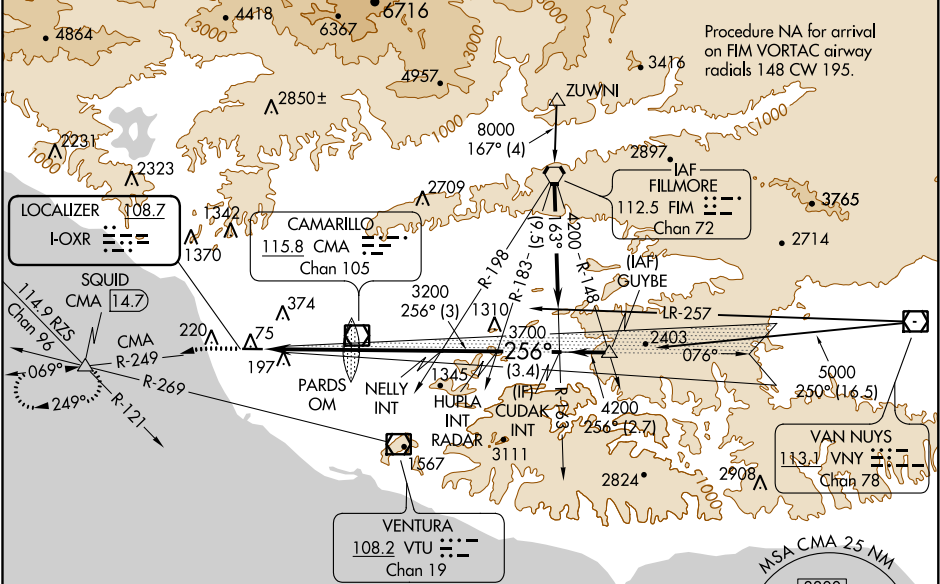 6716
4418
6367
4864
3000
3000
Procedure NA for arrival
on FIM VORTAC airway
radials 148 CW 195.
4957
3416
2850±
ZUWNI
1000
8000
167° (4)
1000
2231
1000
2323
2897
IAF
FILLMORE
112.5 FIM
Chan 72
2709
3765
LOCALIZER 108.7
I-OXR
1342
1370
CAMARILLO
115.8 CMA
Chan 105
4200
163°
(9.5)
R-198
R-183
R-148
2714
(IAF)
GUYBE
SQUID
CMA 14.7
114.9 RZS
Chan 96
374
3200
256° (3)
1310
LR-257
220
75
3700
256°
(3.4)
2403
076°
CMA
R-249
197
069°
R-269
249°
R-121
5000
250° (16.5)
PARDS
OM
NELLY
INT
1345
HUPLA
INT
RADAR
(IF)
CUDAK
INT
4200
256° (2.7)
1567
3111
VAN NUYS
113.1 VNY
Chan 78
2824
2908
1000
VENTURA
108.2 VTU
Chan 19
MSA CMA 25 NM